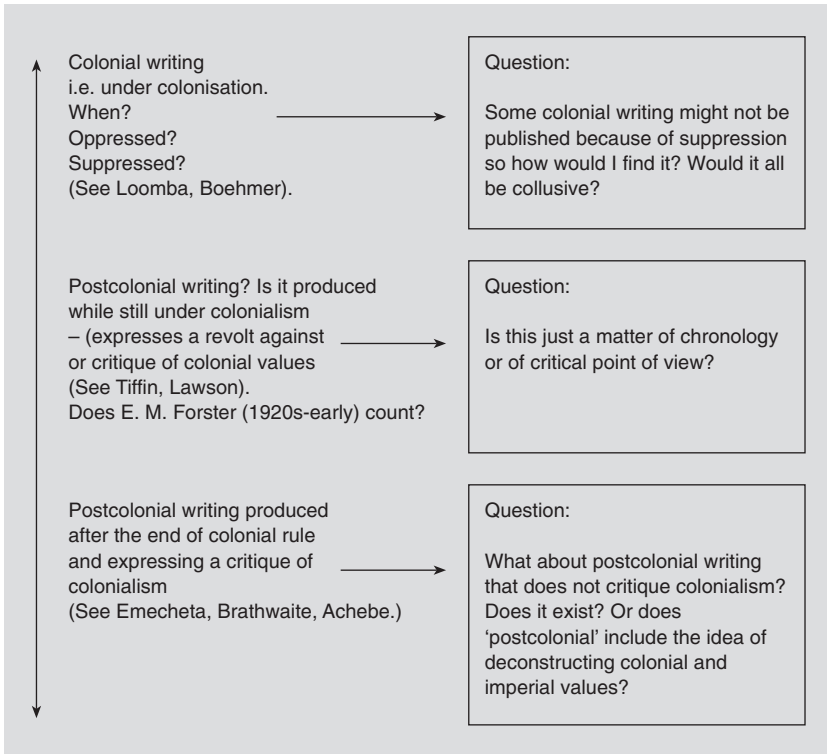 Colonial writing
i.e. under colonisation.
When?
Oppressed?
Suppressed?
(See Loomba, Boehmer).
Question:
Some colonial writing might not be
published because of suppression
so how would I find it? Would it all
be collusive?
Postcolonial writing? Is it produced
while still under colonialism
– (expresses a revolt against
or critique of colonial values
(See Tiffin, Lawson).
Does E. M. Forster (1920s-early) count?
Question:
Is this just a matter of chronology
or of critical point of view?
Postcolonial writing produced
after the end of colonial rule
and expressing a critique of
colonialism
(See Emecheta, Brathwaite, Achebe.)
Question:
What about postcolonial writing
that does not critique colonialism?
Does it exist? Or does
‘postcolonial’ include the idea of
deconstructing colonial and
imperial values?